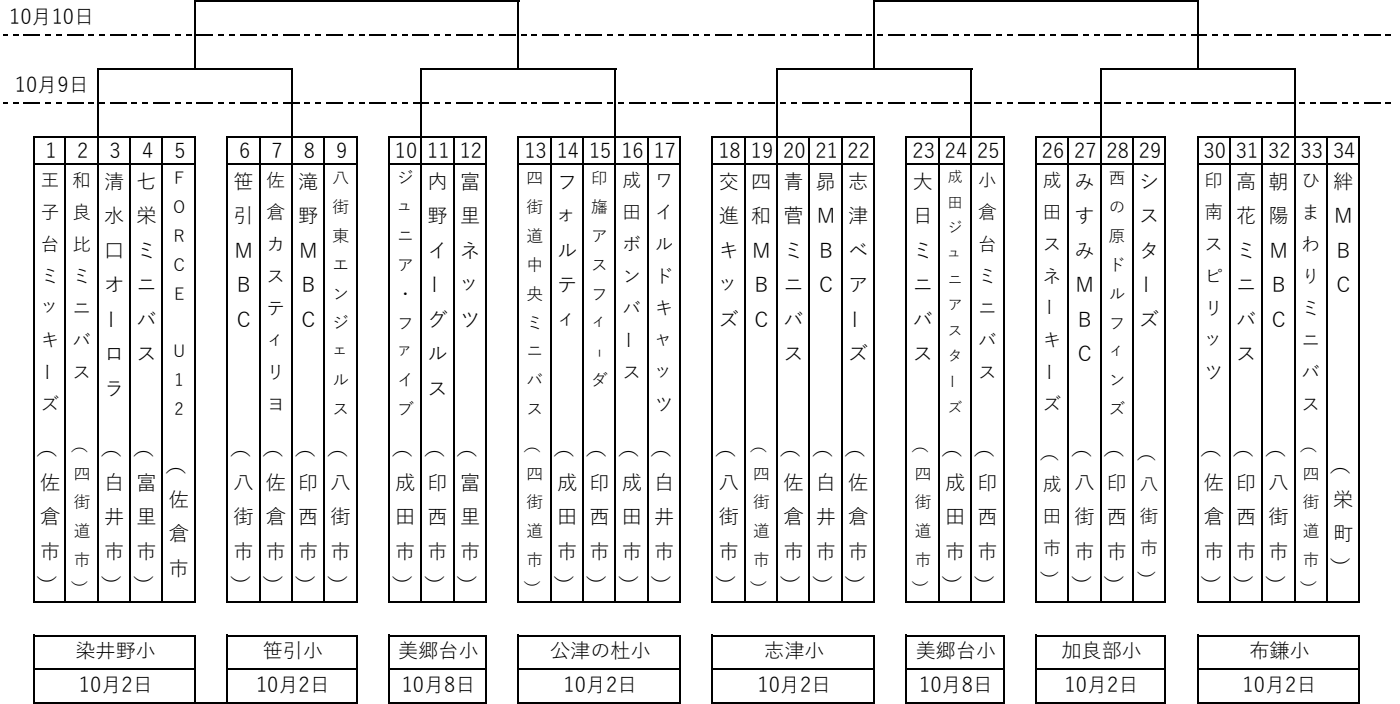 10月10日
10月9日
1 2 3 4 5 6 7 8 9 10 11 12 13 14 15 16 17 18 19 20 21 22 23 24 25 26 27 28 29 30 31 32 33 34
王子台ミッキーズ（佐倉市）
和良比ミニバス（四街道市）
清水口オーロラ（白井市）
七栄ミニバス（富里市）
FORCE U12（佐倉市
笹引MBC（八街市）
佐倉カスティリヨ（佐倉市）
滝野MBC（印西市）
八街東エンジェルス（八街市）
ジュニア・ファイブ（成田市）
内野イーグルス（印西市）
富里ネッツ（富里市）
四街道中央ミニバス（四街道市）
フォルティ（成田市）
印旛アスフィーダ（印西市）
成田ボンバース（成田市）
ワイルドキャッツ（白井市）
交進キッズ（八街市）
四和MBC（四街道市）
青菅ミニバス（佐倉市）
昴MBC（白井市）
志津ベアーズ（佐倉市）
大日ミニバス（四街道市）
成田ジュニアスターズ（成田市）
小倉台ミニバス（印西市）
成田スネーキーズ（成田市）
みすみMBC（八街市）
西の原ドルフィンズ（印西市）
シスターズ（八街市）
印南スピリッツ（佐倉市）
高花ミニバス（印西市）
朝陽MBC（八街市）
ひまわりミニバス（四街道市）
絆MBC（栄町）
染井野小 笹引小 美郷台小 公津の杜小 志津小 美郷台小 加良部小 布鎌小
10月2日 10月2日 10月8日 10月2日 10月2日 10月8日 10月2日 10月2日